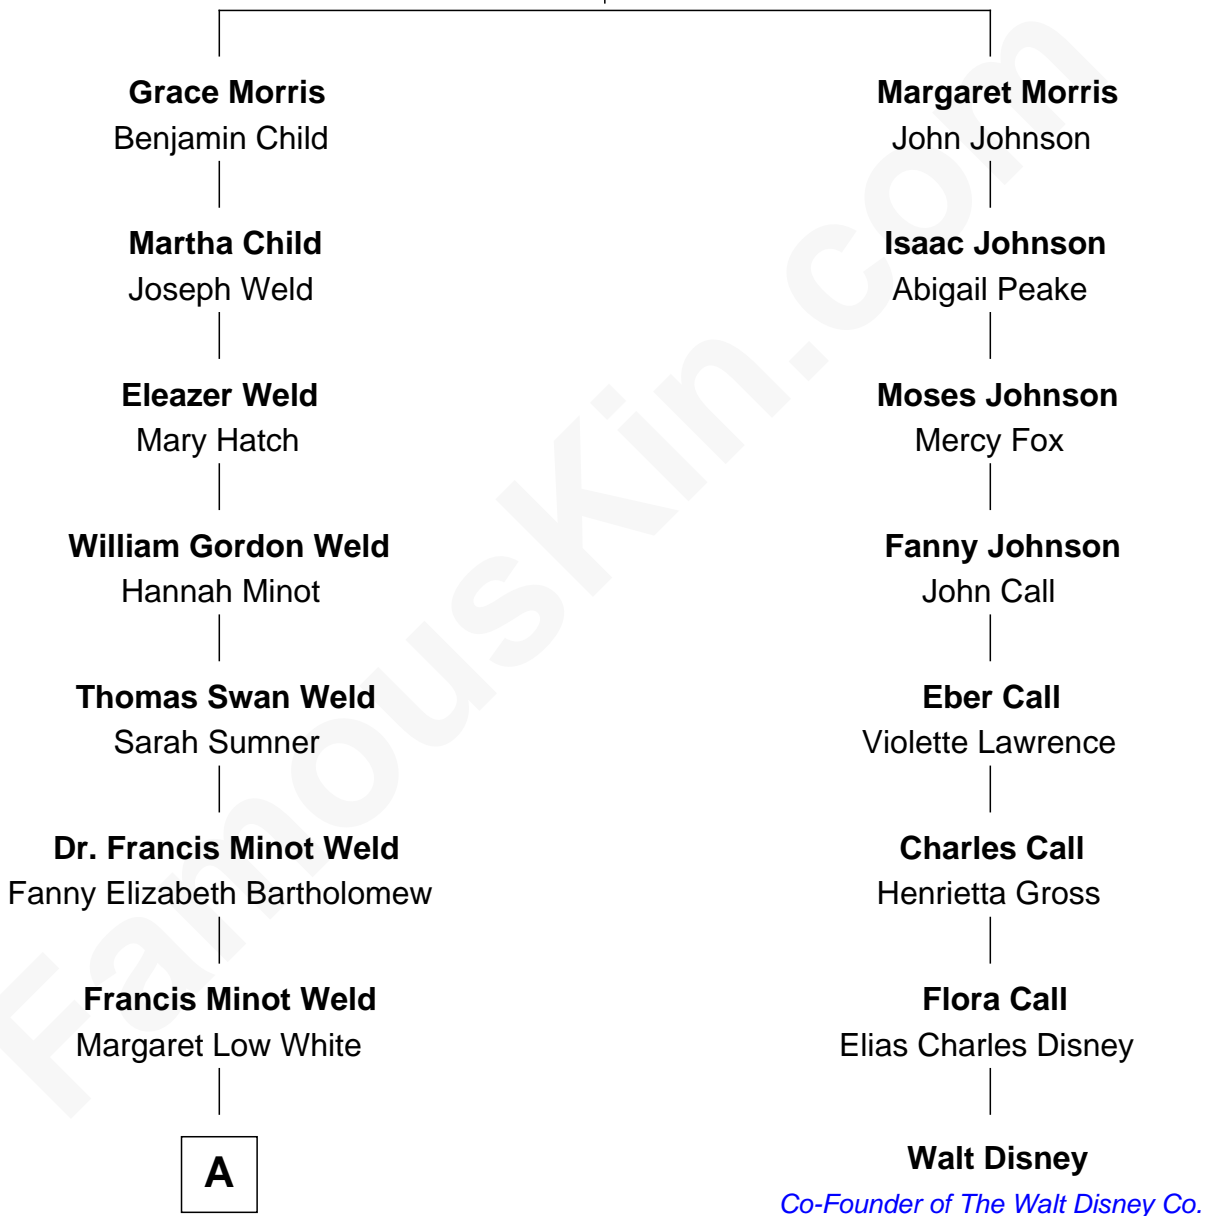 Grace Morris
Benjamin Child
Martha Child
Joseph Weld
Eleazer Weld
Mary Hatch
William Gordon Weld
Hannah Minot
Thomas Swan Weld
Sarah Sumner
Dr. Francis Minot Weld
Fanny Elizabeth Bartholomew
Francis Minot Weld
Margaret Low White
A
Margaret Morris
John Johnson
Isaac Johnson
Abigail Peake
Moses Johnson
Mercy Fox
Fanny Johnson
John Call
Eber Call
Violette Lawrence
Charles Call
Henrietta Gross
Flora Call
Elias Charles Disney
Walt Disney
Co-Founder of The Walt Disney Co.
FamousKin.com